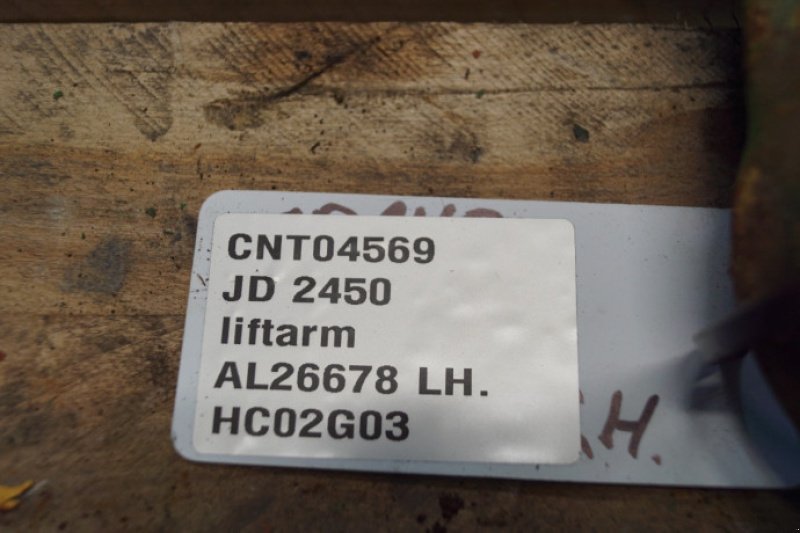 CNT04569
JD 2450
liftarm
AL26678 LH.
HC02G03
H.